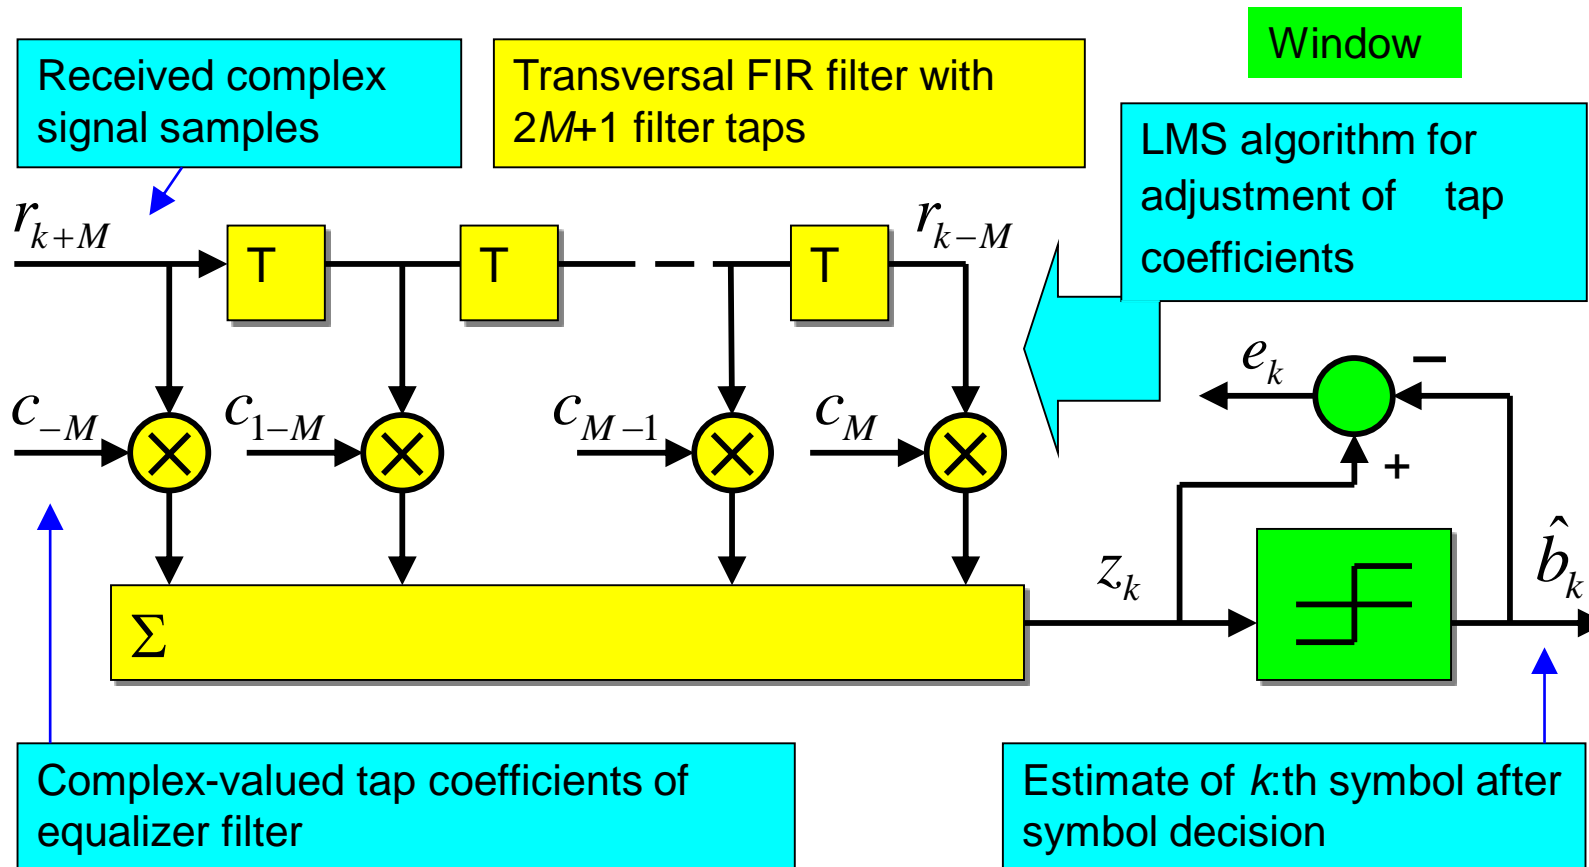 Window
Received complex
signal samples
Transversal FIR filter with
2M+1 filter taps
LMS algorithm for
adjustment of tap
coefficients
r_{k+M}
T
T
T
r_{k-M}
e_k
−
+
c_{-M}
c_{1-M}
c_{M-1}
c_M
Σ
z_k
b̂_k
Complex-valued tap coefficients of
equalizer filter
Estimate of k:th symbol after
symbol decision